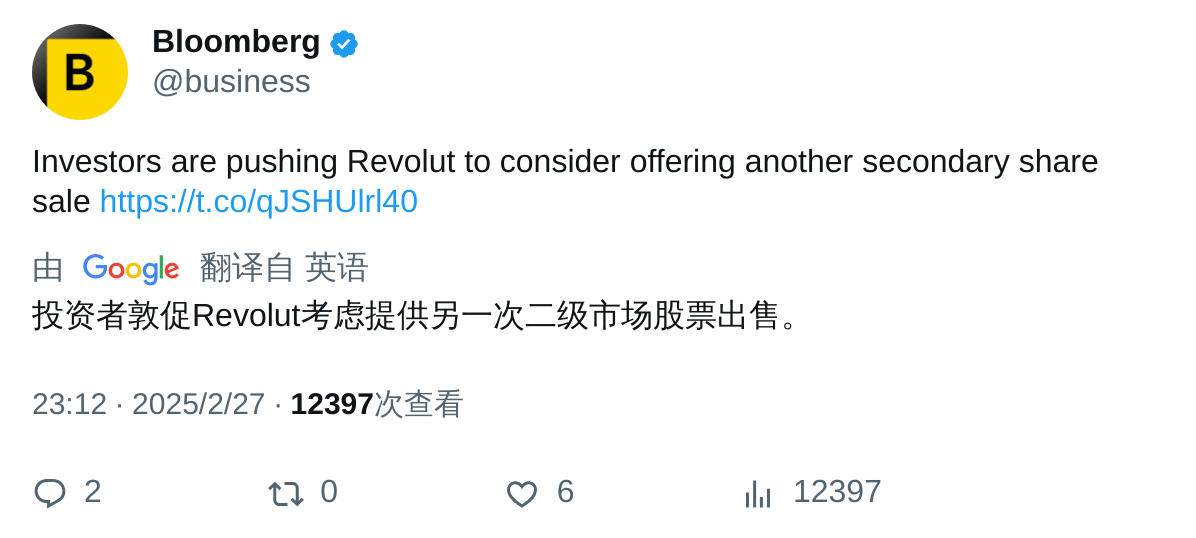 B
Bloomberg
@business
Investors are pushing Revolut to consider offering another secondary share
sale https://t.co/qJSHUlrl40
由 Google 翻译自 英语
投资者敦促Revolut考虑提供另一次二级市场股票出售。
23:12 · 2025/2/27 · 12397次查看
2 0 6 12397